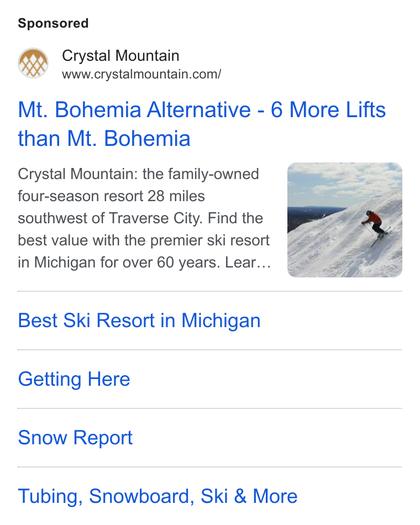 Sponsored
Crystal Mountain
www.crystalmountain.com/
Mt. Bohemia Alternative - 6 More Lifts
than Mt. Bohemia
Crystal Mountain: the family-owned
four-season resort 28 miles
southwest of Traverse City. Find the
best value with the premier ski resort
in Michigan for over 60 years. Lear...
Best Ski Resort in Michigan
Getting Here
Snow Report
Tubing, Snowboard, Ski & More